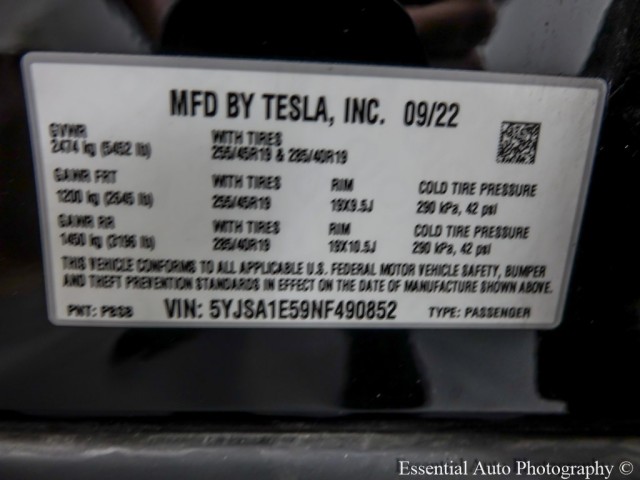 MFD BY TESLA, INC. 09/22
GVWR
2474 kg (5452 lb)
WITH TIRES
255/45R19 & 285/40R19
GAWR FRT
1200 kg (2645 lb)
WITH TIRES
255/45R19
RIM
19X9.5J
COLD TIRE PRESSURE
290 kPa, 42 psi
GAWR RR
1450 kg (3196 lb)
WITH TIRES
285/40R19
RIM
19X10.5J
COLD TIRE PRESSURE
290 kPa, 42 psi
THIS VEHICLE CONFORMS TO ALL APPLICABLE U.S. FEDERAL MOTOR VEHICLE SAFETY, BUMPER
AND THEFT PREVENTION STANDARDS IN EFFECT ON THE DATE OF MANUFACTURE SHOWN ABOVE.
PNT: PBSB VIN: 5YJSA1E59NF490852 TYPE: PASSENGER
Essential Auto Photography ©